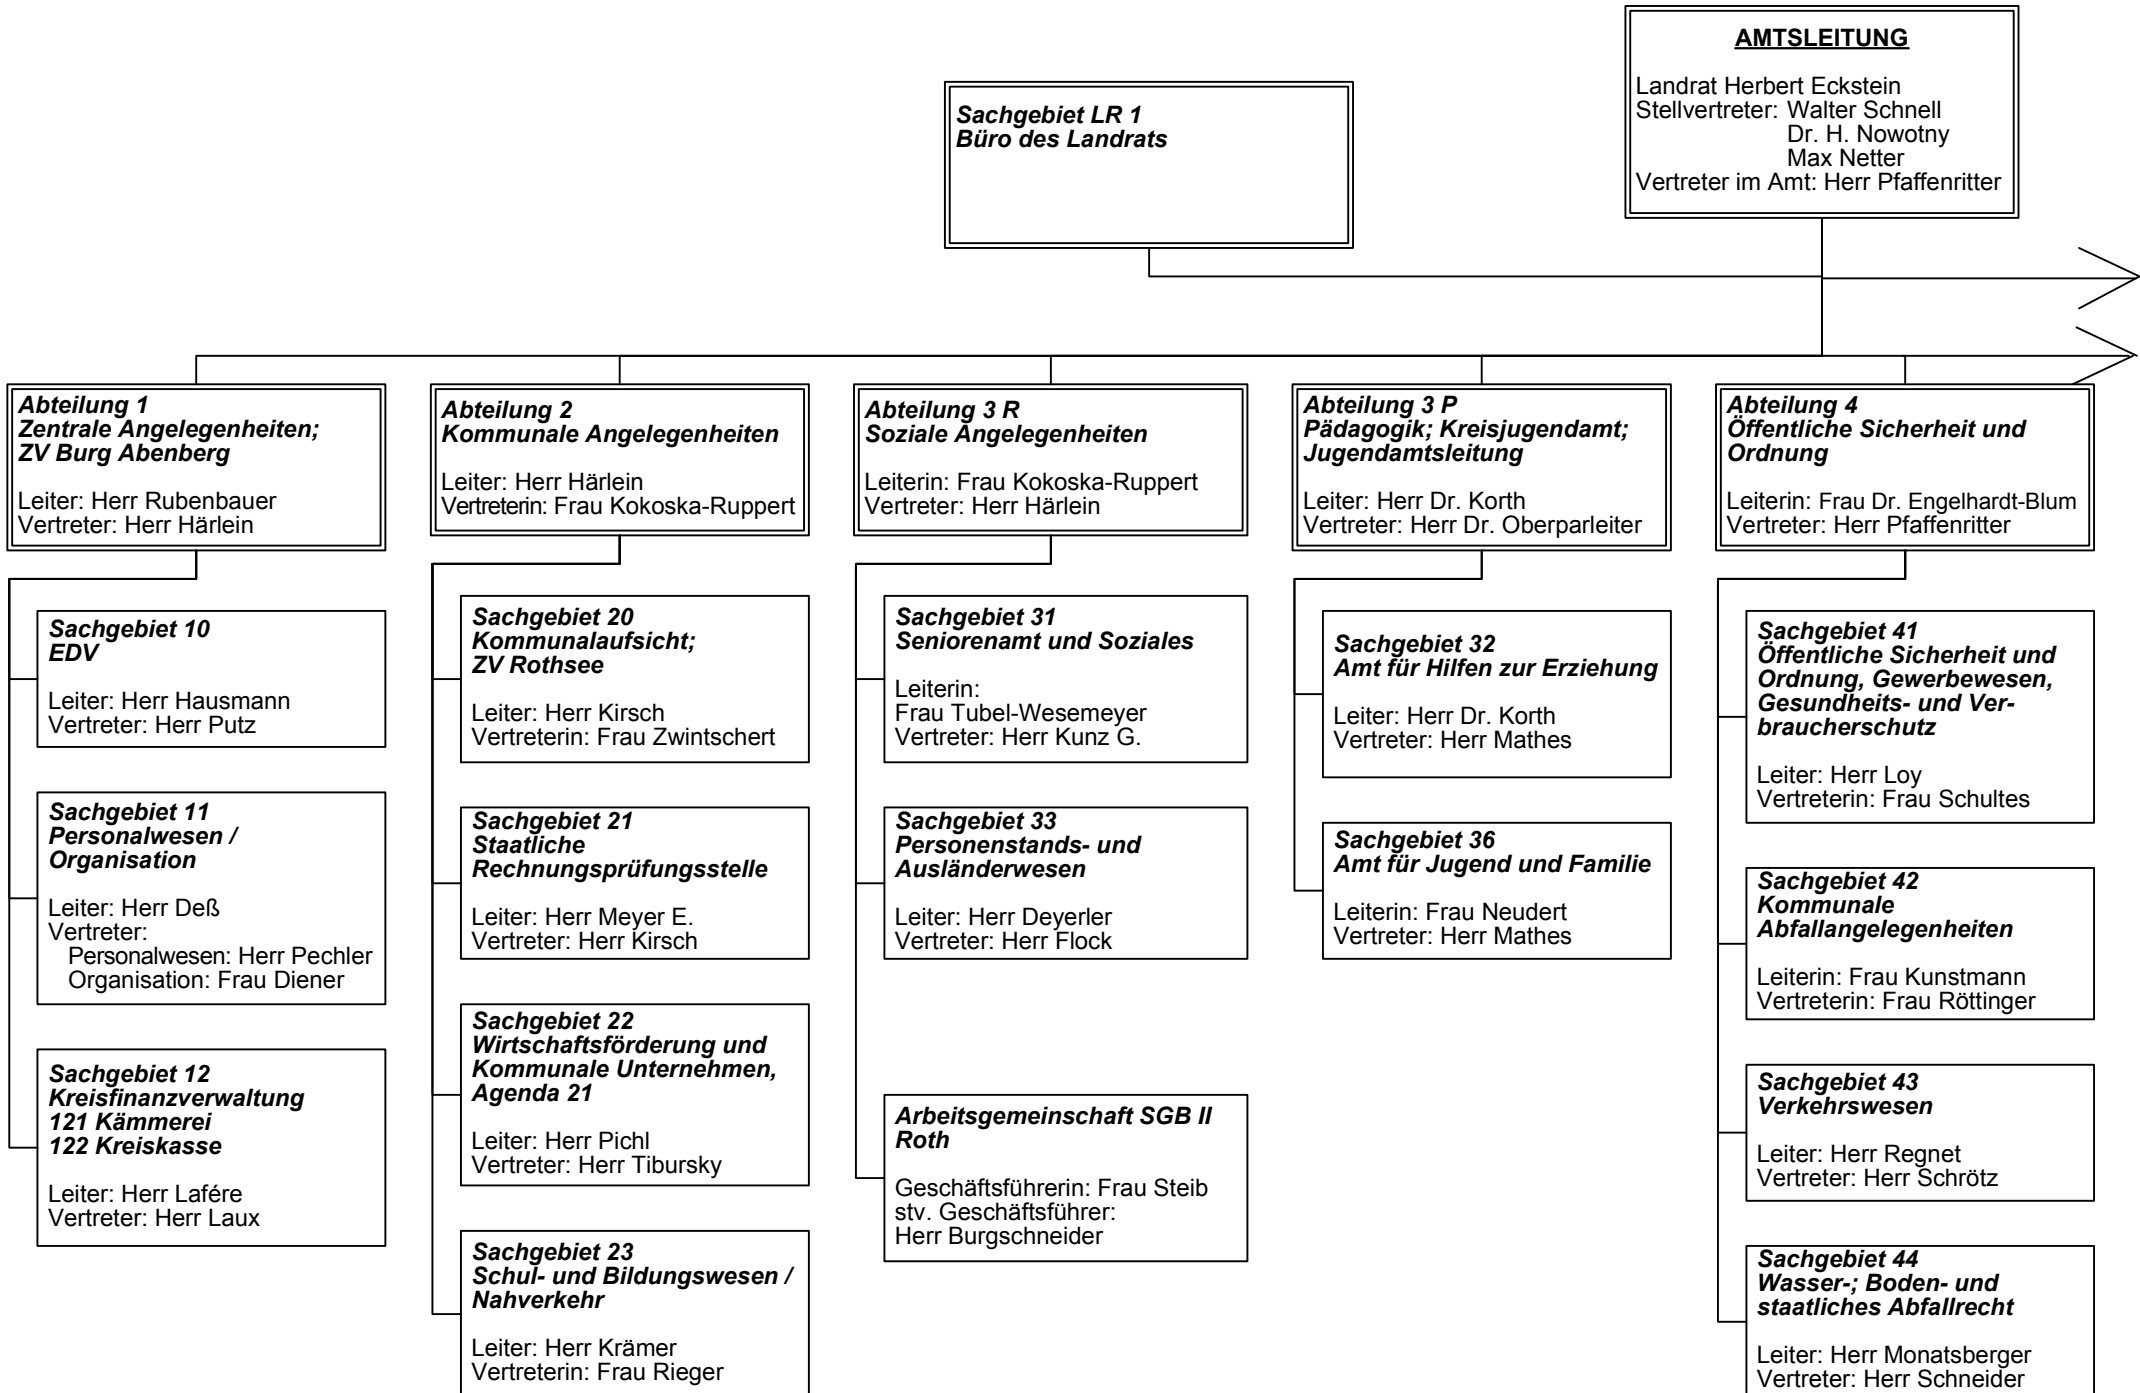 AMTSLEITUNG
Landrat Herbert Eckstein
Stellvertreter: Walter Schnell
Dr. H. Nowotny
Max Netter
Vertreter im Amt: Herr Pfaffenritter
Sachgebiet LR 1
Büro des Landrats
Abteilung 1
Zentrale Angelegenheiten;
ZV Burg Abenberg
Leiter: Herr Rubenbauer
Vertreter: Herr Härlein
Abteilung 2
Kommunale Angelegenheiten
Leiter: Herr Härlein
Vertreterin: Frau Kokoska-Ruppert
Abteilung 3 R
Soziale Angelegenheiten
Leiterin: Frau Kokoska-Ruppert
Vertreter: Herr Härlein
Abteilung 3 P
Pädagogik; Kreisjugendamt;
Jugendamtsleitung
Leiter: Herr Dr. Korth
Vertreter: Herr Dr. Oberparleiter
Abteilung 4
Öffentliche Sicherheit und
Ordnung
Leiterin: Frau Dr. Engelhardt-Blum
Vertreter: Herr Pfaffenritter
Sachgebiet 10
EDV
Leiter: Herr Hausmann
Vertreter: Herr Putz
Sachgebiet 11
Personalwesen /
Organisation
Leiter: Herr Deß
Vertreter:
Personalwesen: Herr Pechler
Organisation: Frau Diener
Sachgebiet 12
Kreisfinanzverwaltung
121 Kämmerei
122 Kreiskasse
Leiter: Herr Lafére
Vertreter: Herr Laux
Sachgebiet 20
Kommunalaufsicht;
ZV Rothsee
Leiter: Herr Kirsch
Vertreterin: Frau Zwintschert
Sachgebiet 21
Staatliche
Rechnungsprüfungsstelle
Leiter: Herr Meyer E.
Vertreter: Herr Kirsch
Sachgebiet 22
Wirtschaftsförderung und
Kommunale Unternehmen,
Agenda 21
Leiter: Herr Pichl
Vertreter: Herr Tibursky
Sachgebiet 23
Schul- und Bildungswesen /
Nahverkehr
Leiter: Herr Krämer
Vertreterin: Frau Rieger
Sachgebiet 31
Seniorenamt und Soziales
Leiterin:
Frau Tubel-Wesemeyer
Vertreter: Herr Kunz G.
Sachgebiet 33
Personenstands- und
Ausländerwesen
Leiter: Herr Deyerler
Vertreter: Herr Flock
Arbeitsgemeinschaft SGB II
Roth
Geschäftsführerin: Frau Steib
stv. Geschäftsführer:
Herr Burgschneider
Sachgebiet 32
Amt für Hilfen zur Erziehung
Leiter: Herr Dr. Korth
Vertreter: Herr Mathes
Sachgebiet 36
Amt für Jugend und Familie
Leiterin: Frau Neudert
Vertreter: Herr Mathes
Sachgebiet 41
Öffentliche Sicherheit und
Ordnung, Gewerbewesen,
Gesundheits- und Ver-
braucherschutz
Leiter: Herr Loy
Vertreterin: Frau Schultes
Sachgebiet 42
Kommunale
Abfallangelegenheiten
Leiterin: Frau Kunstmann
Vertreterin: Frau Röttinger
Sachgebiet 43
Verkehrswesen
Leiter: Herr Regnet
Vertreter: Herr Schrötz
Sachgebiet 44
Wasser-; Boden- und
staatliches Abfallrecht
Leiter: Herr Monatsberger
Vertreter: Herr Schneider